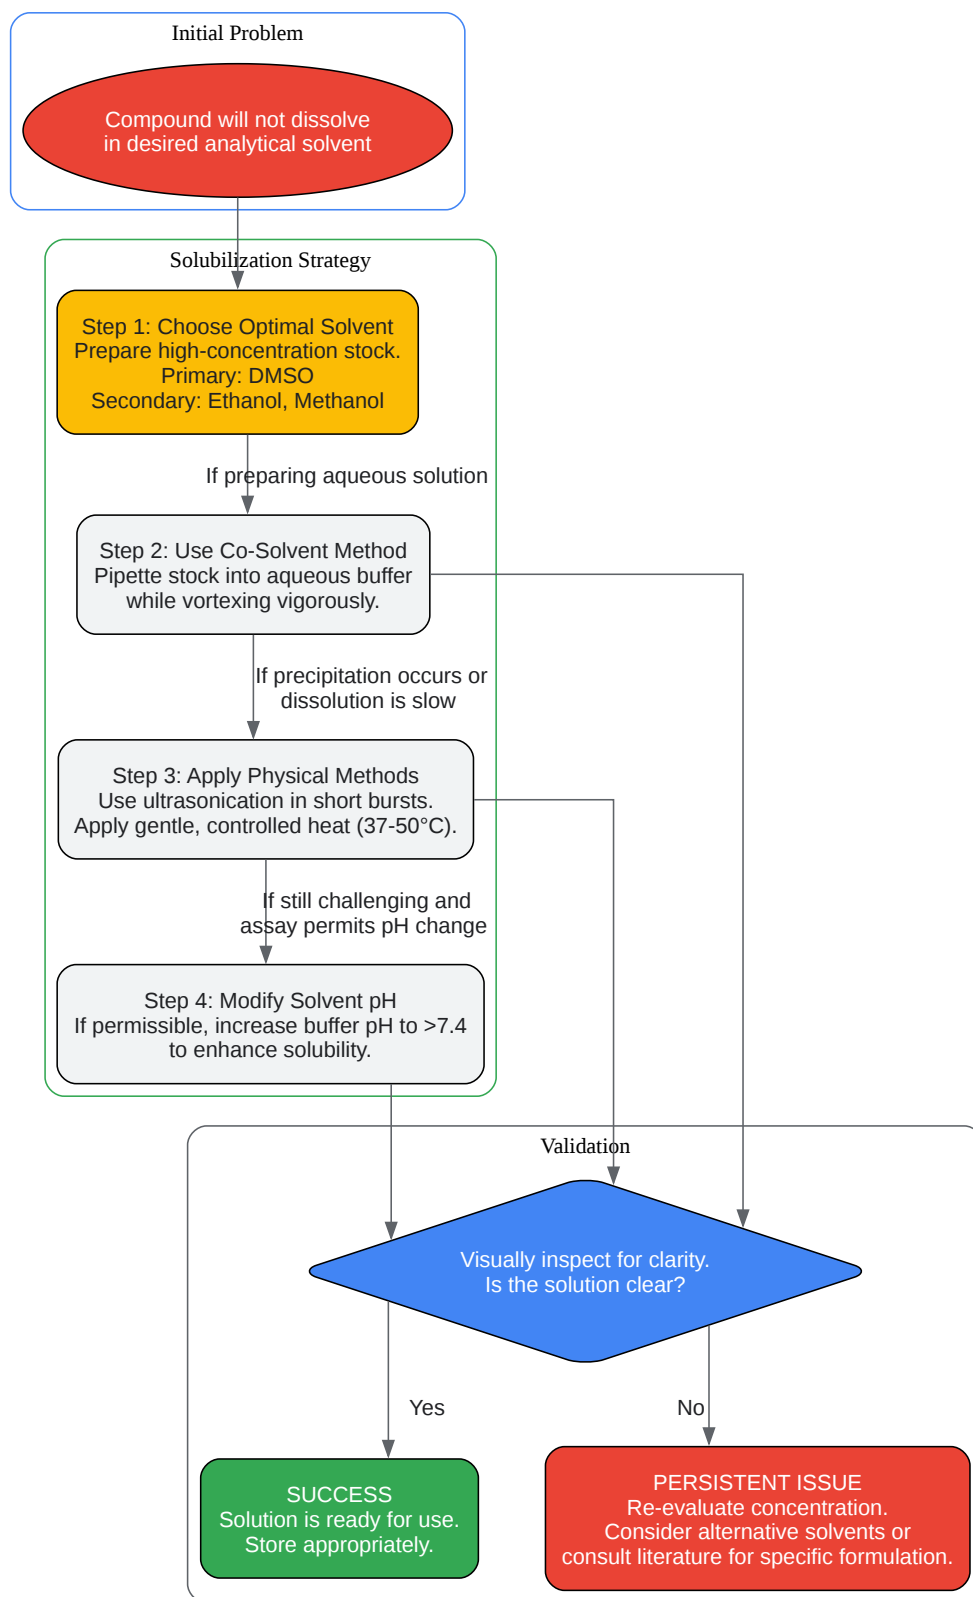 Initial Problem
Compound will not dissolve
in desired analytical solvent
Solubilization Strategy
Step 1: Choose Optimal Solvent
Prepare high-concentration stock.
Primary: DMSO
Secondary: Ethanol, Methanol
If preparing aqueous solution
Step 2: Use Co-Solvent Method
Pipette stock into aqueous buffer
while vortexing vigorously.
If precipitation occurs or
dissolution is slow
Step 3: Apply Physical Methods
Use ultrasonication in short bursts.
Apply gentle, controlled heat (37-50°C).
If still challenging and
assay permits pH change
Step 4: Modify Solvent pH
If permissible, increase buffer pH to >7.4
to enhance solubility.
Validation
Visually inspect for clarity.
Is the solution clear?
Yes
No
SUCCESS
Solution is ready for use.
Store appropriately.
PERSISTENT ISSUE
Re-evaluate concentration.
Consider alternative solvents or
consult literature for specific formulation.